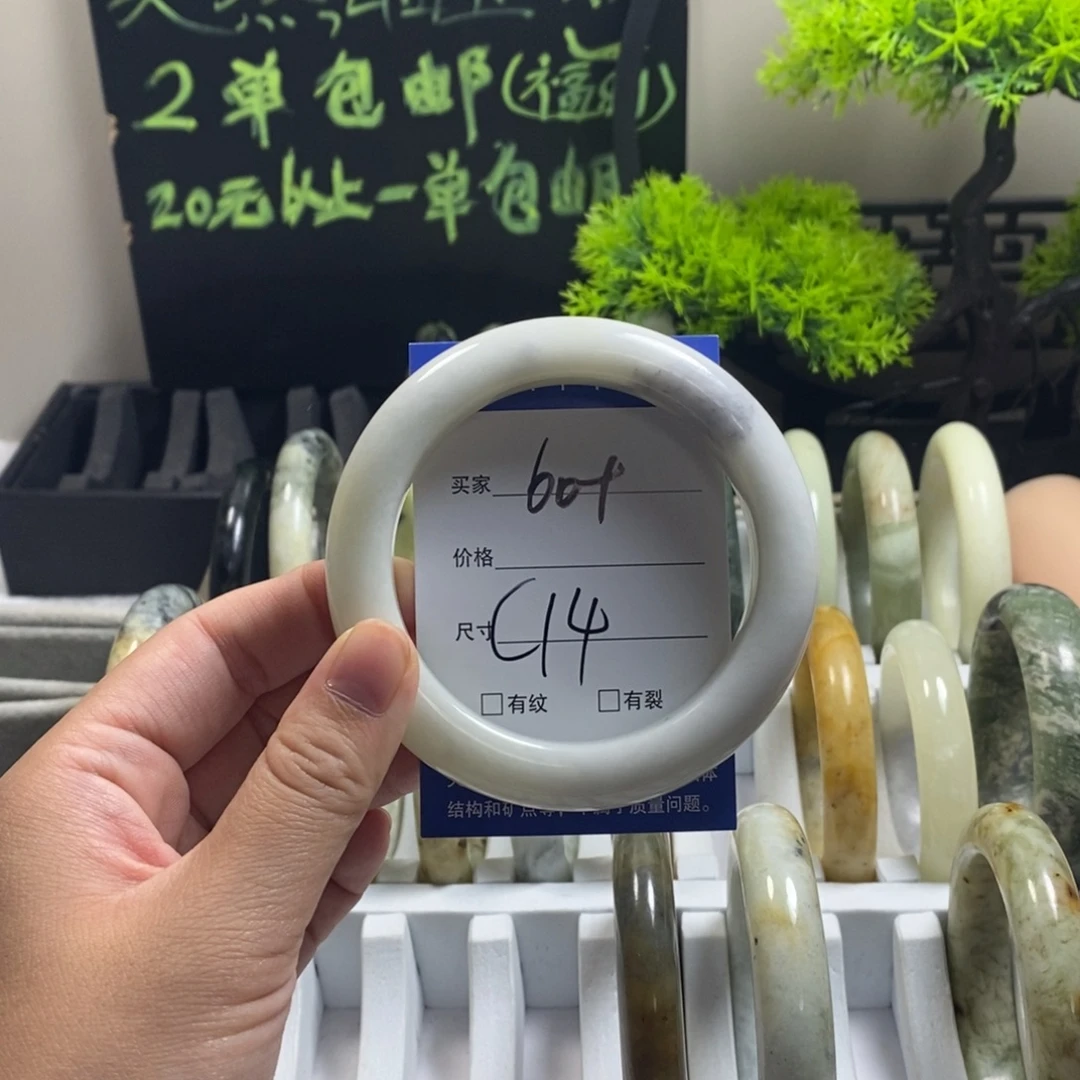 2单包邮(福利)
20元以上一单包邮
买家 604
价格
尺寸 C14
□有纹 □有裂
结构和矿点等，不属于质量问题。